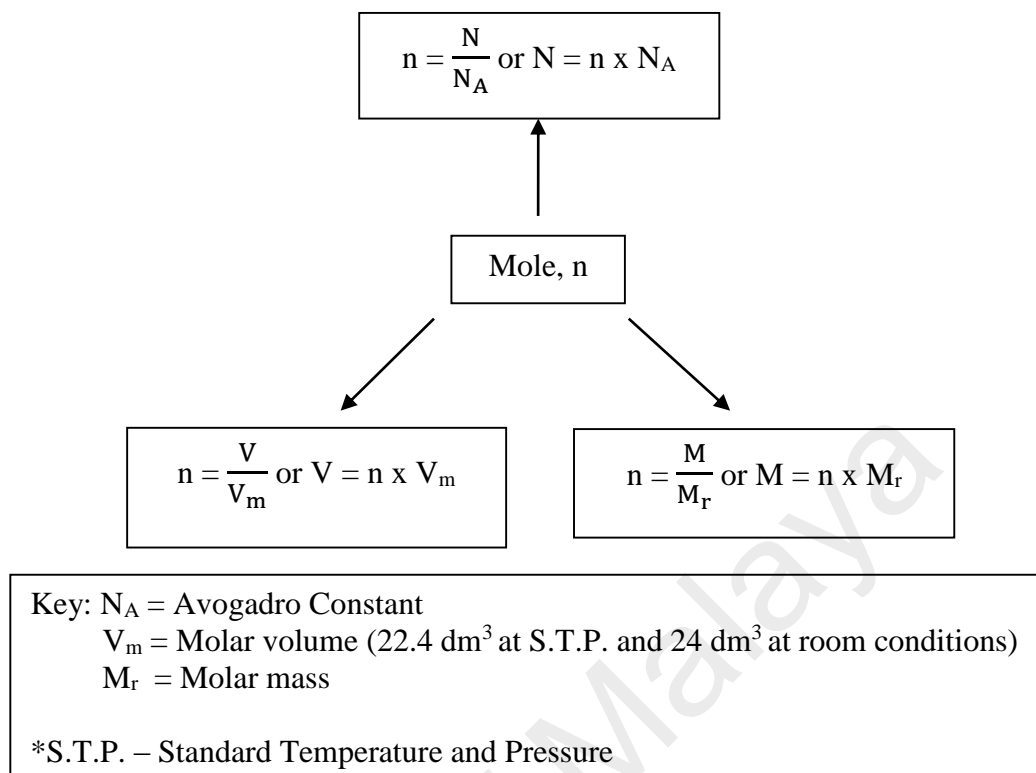 n = N/N_A or N = n x N_A
Mole, n
n = V/V_m or V = n x V_m
n = M/M_r or M = n x M_r
Key: N_A = Avogadro Constant
V_m = Molar volume (22.4 dm³ at S.T.P. and 24 dm³ at room conditions)
M_r = Molar mass
*S.T.P. – Standard Temperature and Pressure
Malaya